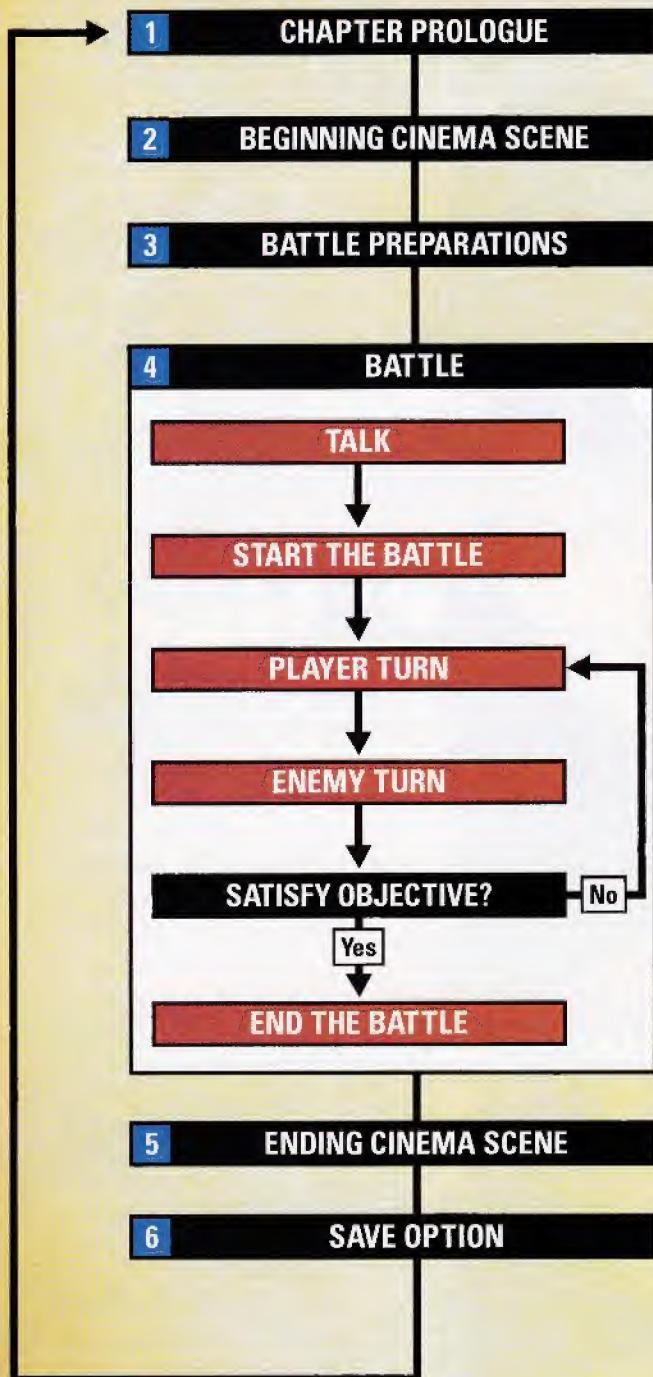 1 CHAPTER PROLOGUE
2 BEGINNING CINEMA SCENE
3 BATTLE PREPARATIONS
4 BATTLE
TALK
START THE BATTLE
PLAYER TURN
ENEMY TURN
SATISFY OBJECTIVE? No
Yes
END THE BATTLE
5 ENDING CINEMA SCENE
6 SAVE OPTION